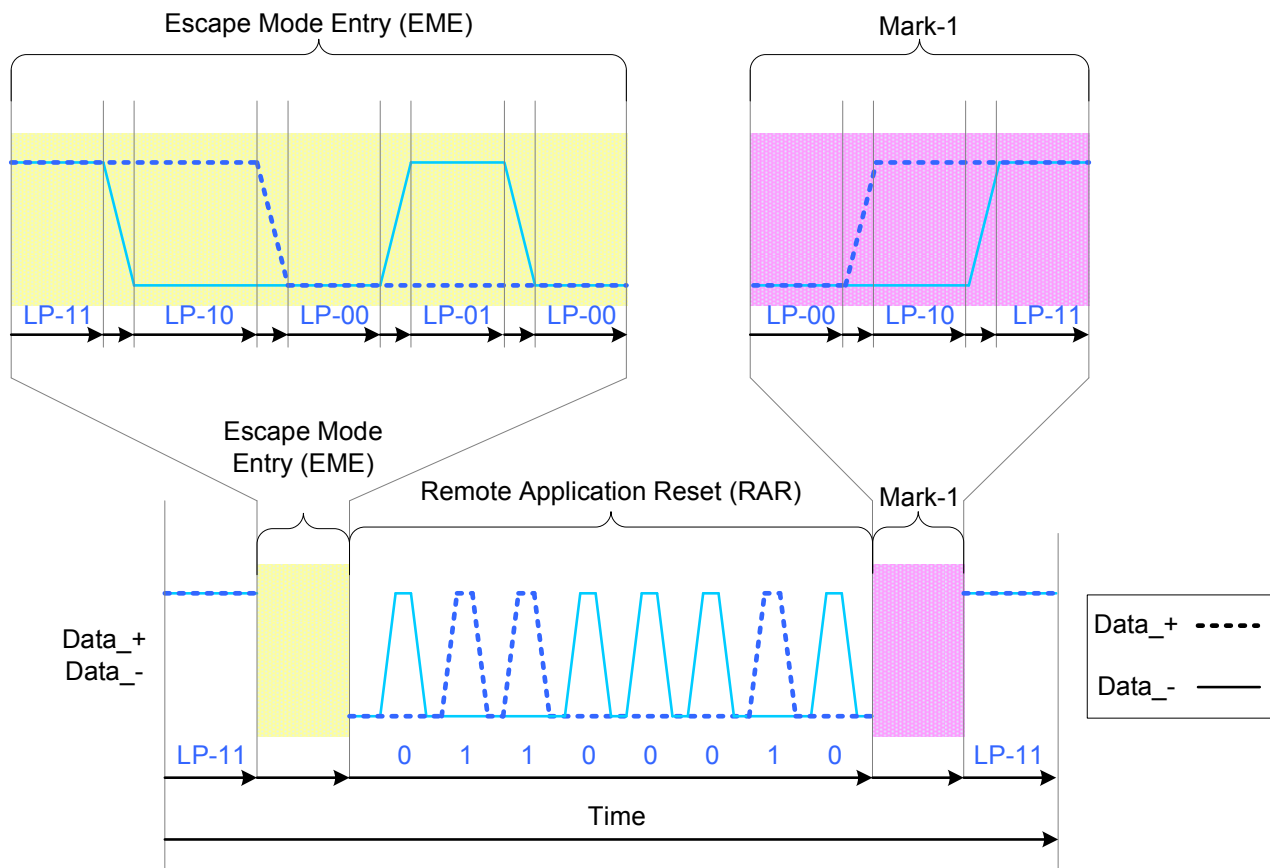 Escape Mode Entry (EME)
Mark-1
LP-11 LP-10 LP-00 LP-01 LP-00
LP-00 LP-10 LP-11
Escape Mode
Entry (EME)
Remote Application Reset (RAR)
Mark-1
Data_+
Data_-
LP-11 0 1 1 0 0 0 1 0 LP-11
Time
Data_+
Data_-